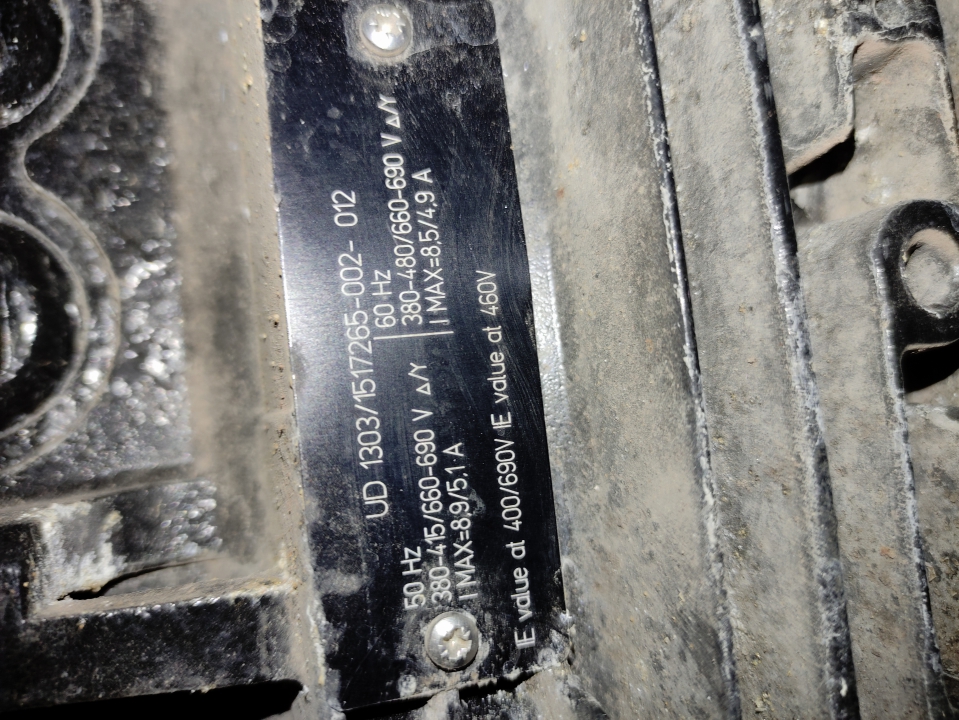 UD 1303/1517265-002- 012
50 Hz
380-415/660-690 V Δ/Y
I MAX=8,9/5,1 A
60 Hz
380-480/660-690 V Δ/Y
I MAX=8,5/4,9 A
IE value at 400/690V IE value at 460V